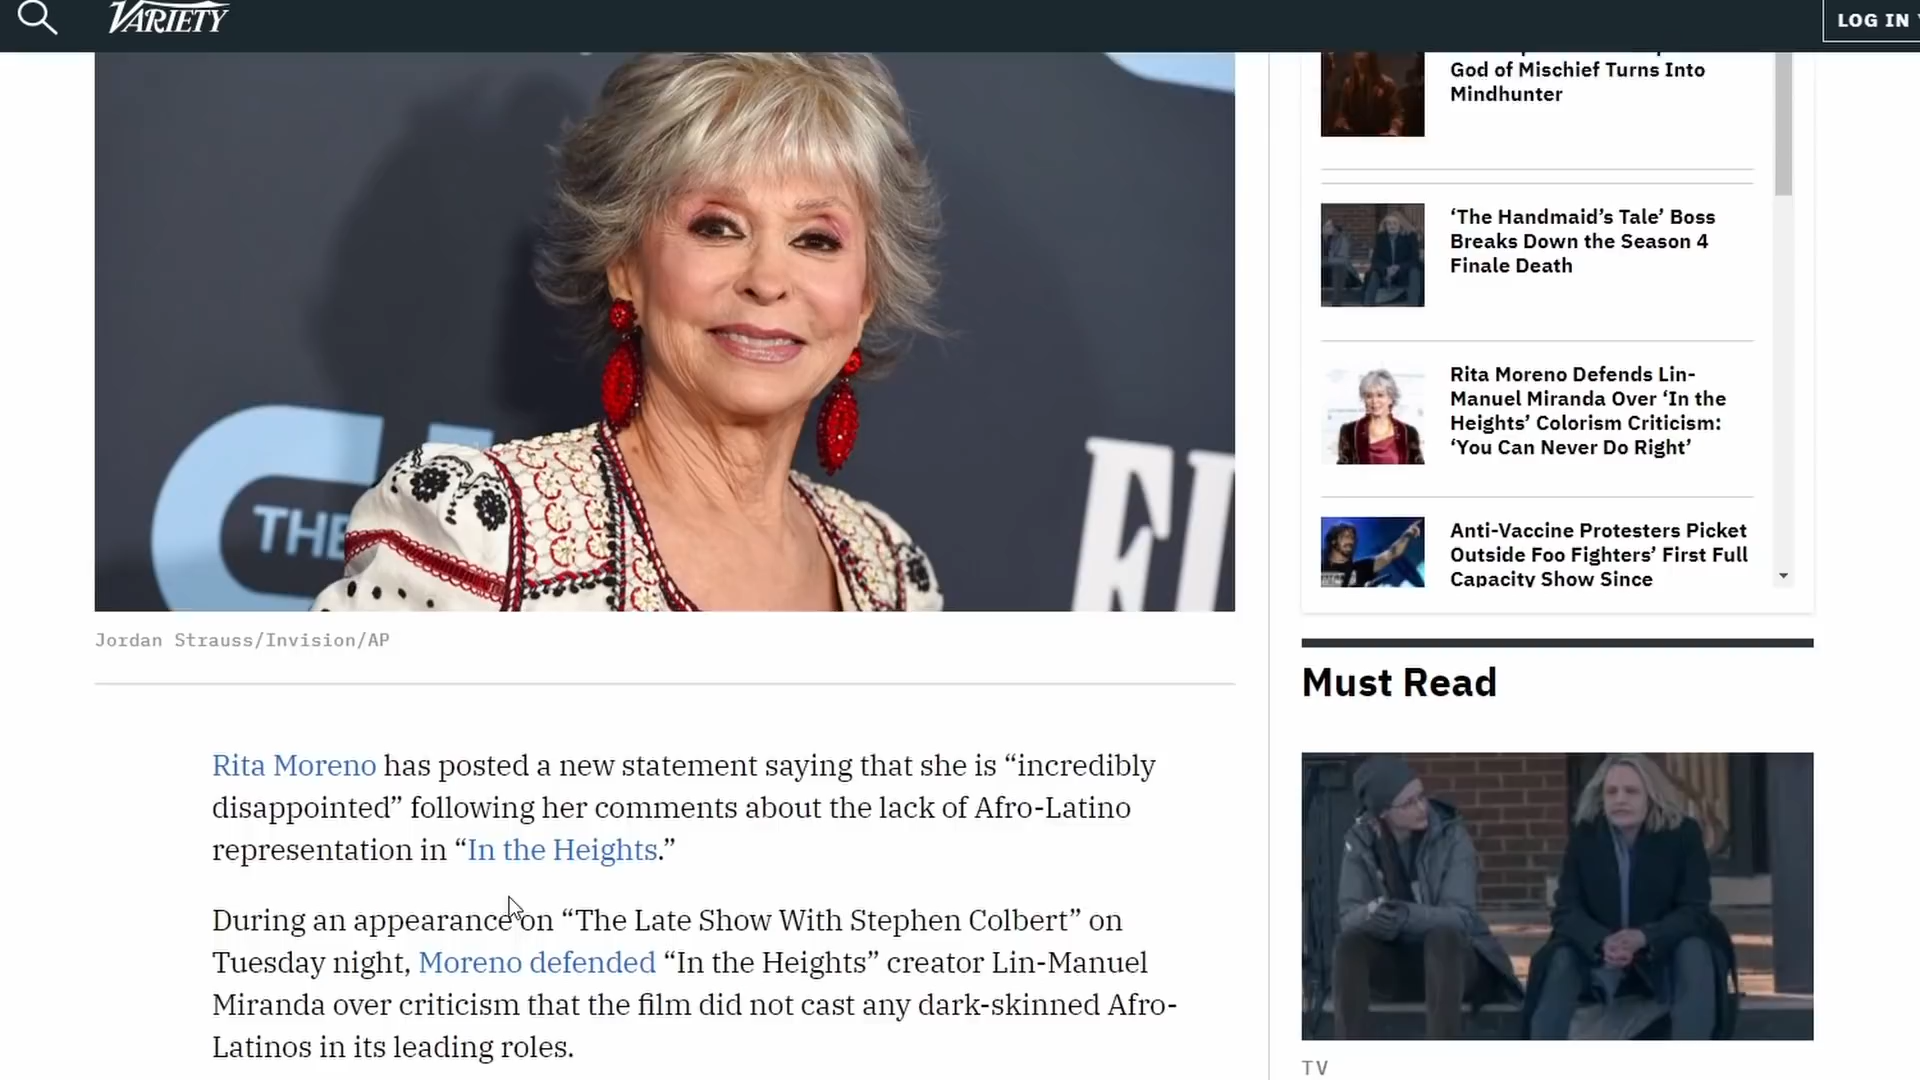 VARIETY
LOG IN
THE
God of Mischief Turns Into
Mindhunter
‘The Handmaid’s Tale’ Boss
Breaks Down the Season 4
Finale Death
Rita Moreno Defends Lin-
Manuel Miranda Over ‘In the
Heights’ Colorism Criticism:
‘You Can Never Do Right’
Anti-Vaccine Protesters Picket
Outside Foo Fighters’ First Full
Capacity Show Since
Jordan Strauss/Invision/AP
Must Read
Rita Moreno has posted a new statement saying that she is “incredibly
disappointed” following her comments about the lack of Afro-Latino
representation in “In the Heights.”
During an appearance on “The Late Show With Stephen Colbert” on
Tuesday night, Moreno defended “In the Heights” creator Lin-Manuel
Miranda over criticism that the film did not cast any dark-skinned Afro-
Latinos in its leading roles.
TV